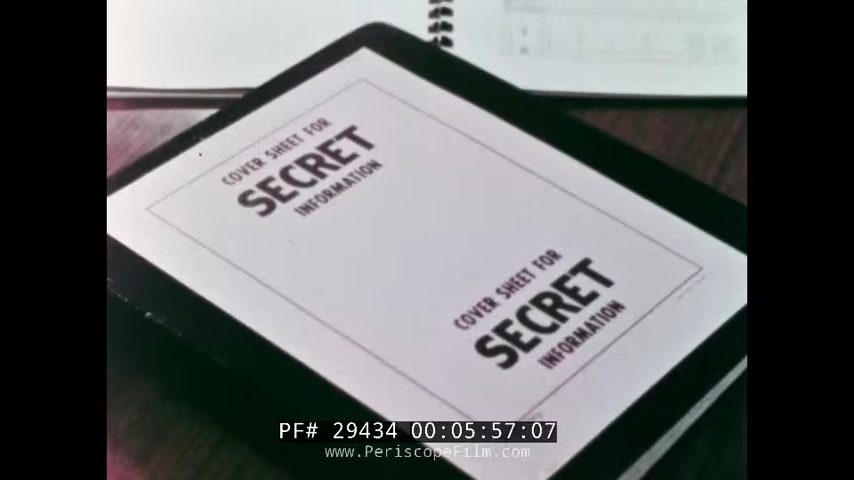 COVER SHEET FOR
SECRET
INFORMATION
COVER SHEET FOR
SECRET
INFORMATION
PF# 29434 00:05:57:07
www.PeriscopeFilm.com